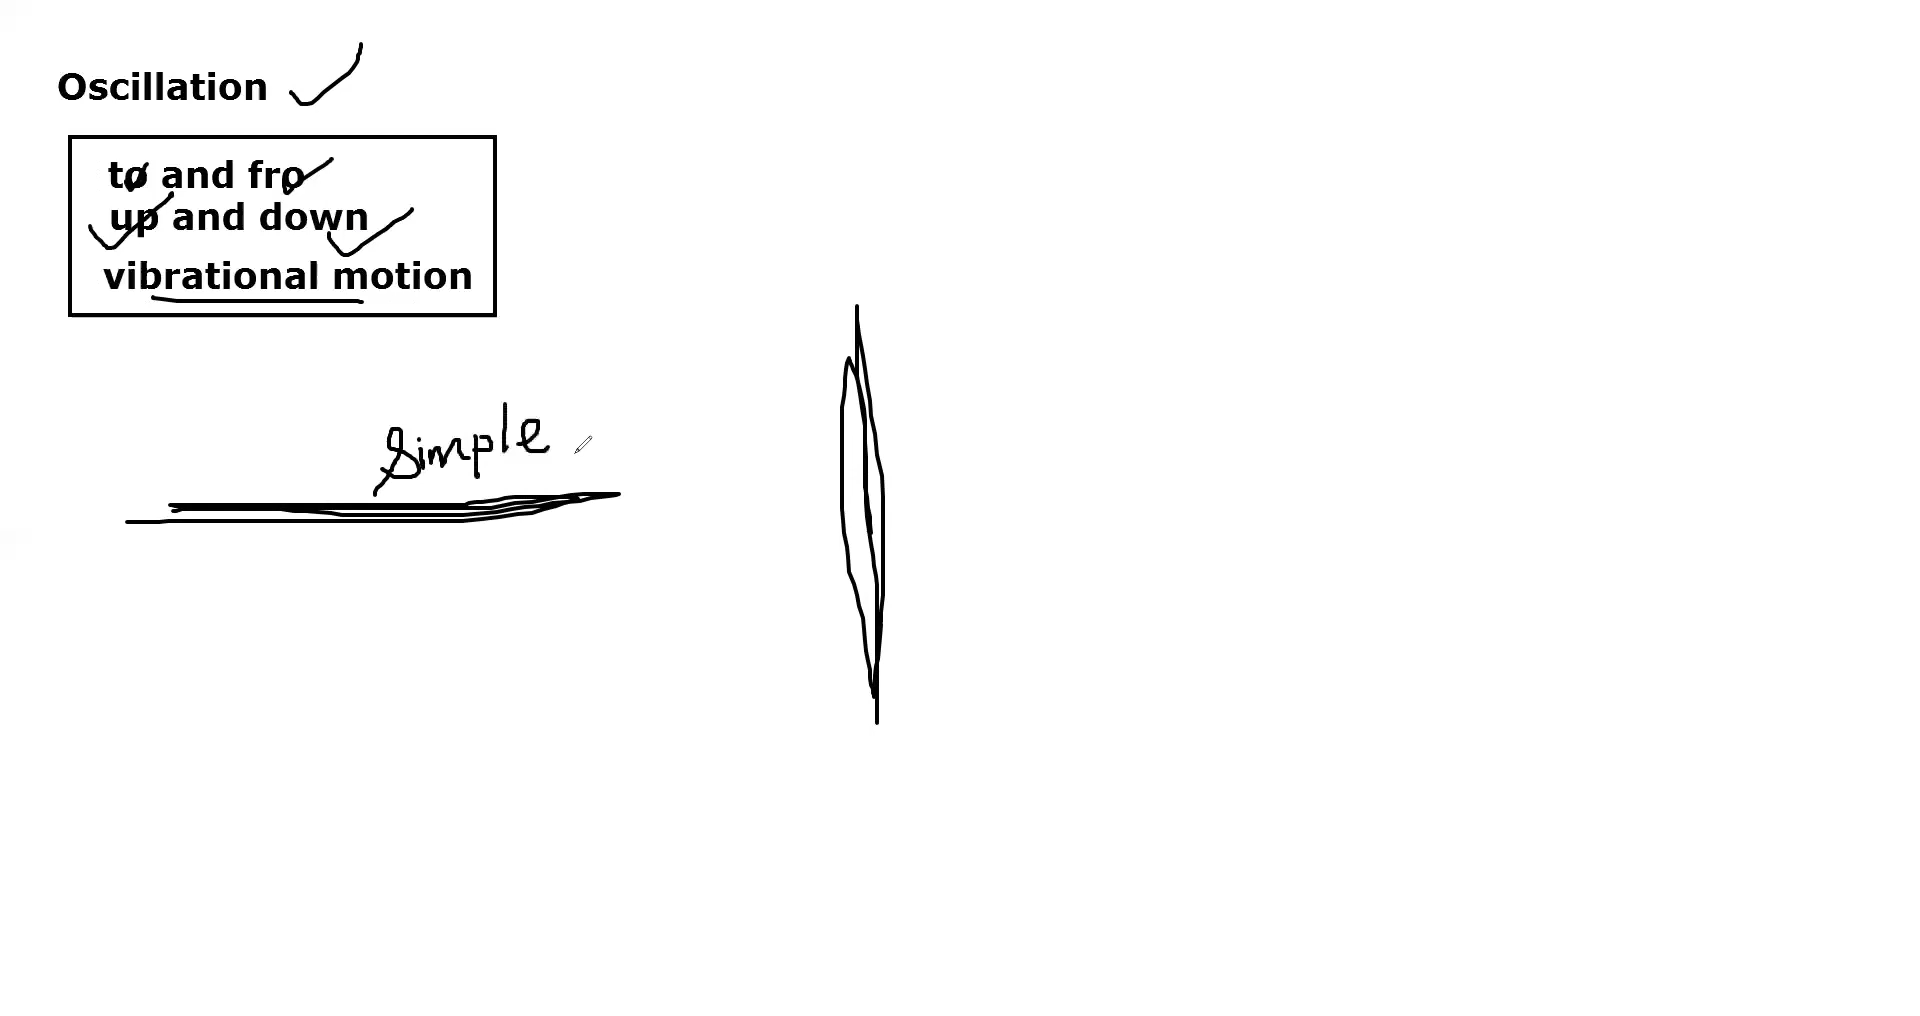 Oscillation
to and fro
up and down
vibrational motion
Simple